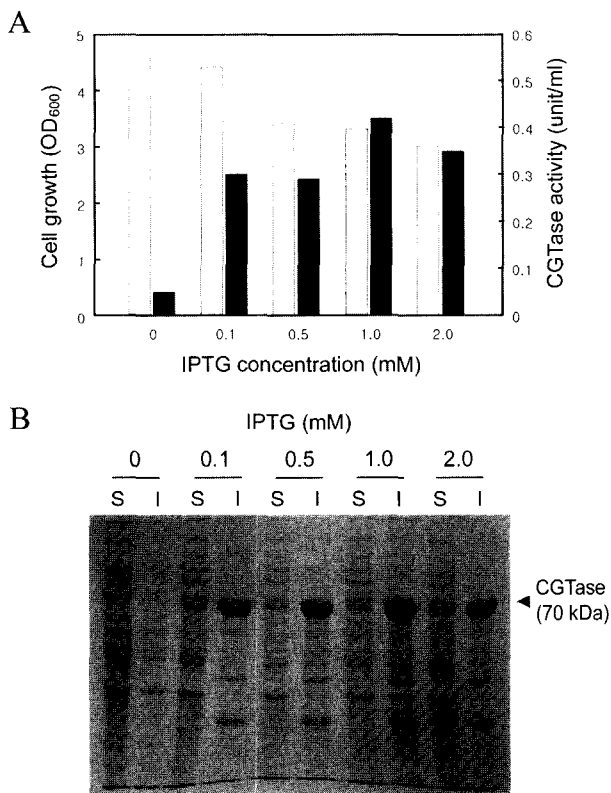 A
Cell growth (OD600)
5
4
3
2
1
0
0.6
0.5
0.4
0.3
0.2
0.1
0
CGTase activity (unit/ml)
0 0.1 0.5 1.0 2.0
IPTG concentration (mM)
B
IPTG (mM)
0 0.1 0.5 1.0 2.0
S I S I S I S I S I
CGTase
(70 kDa)